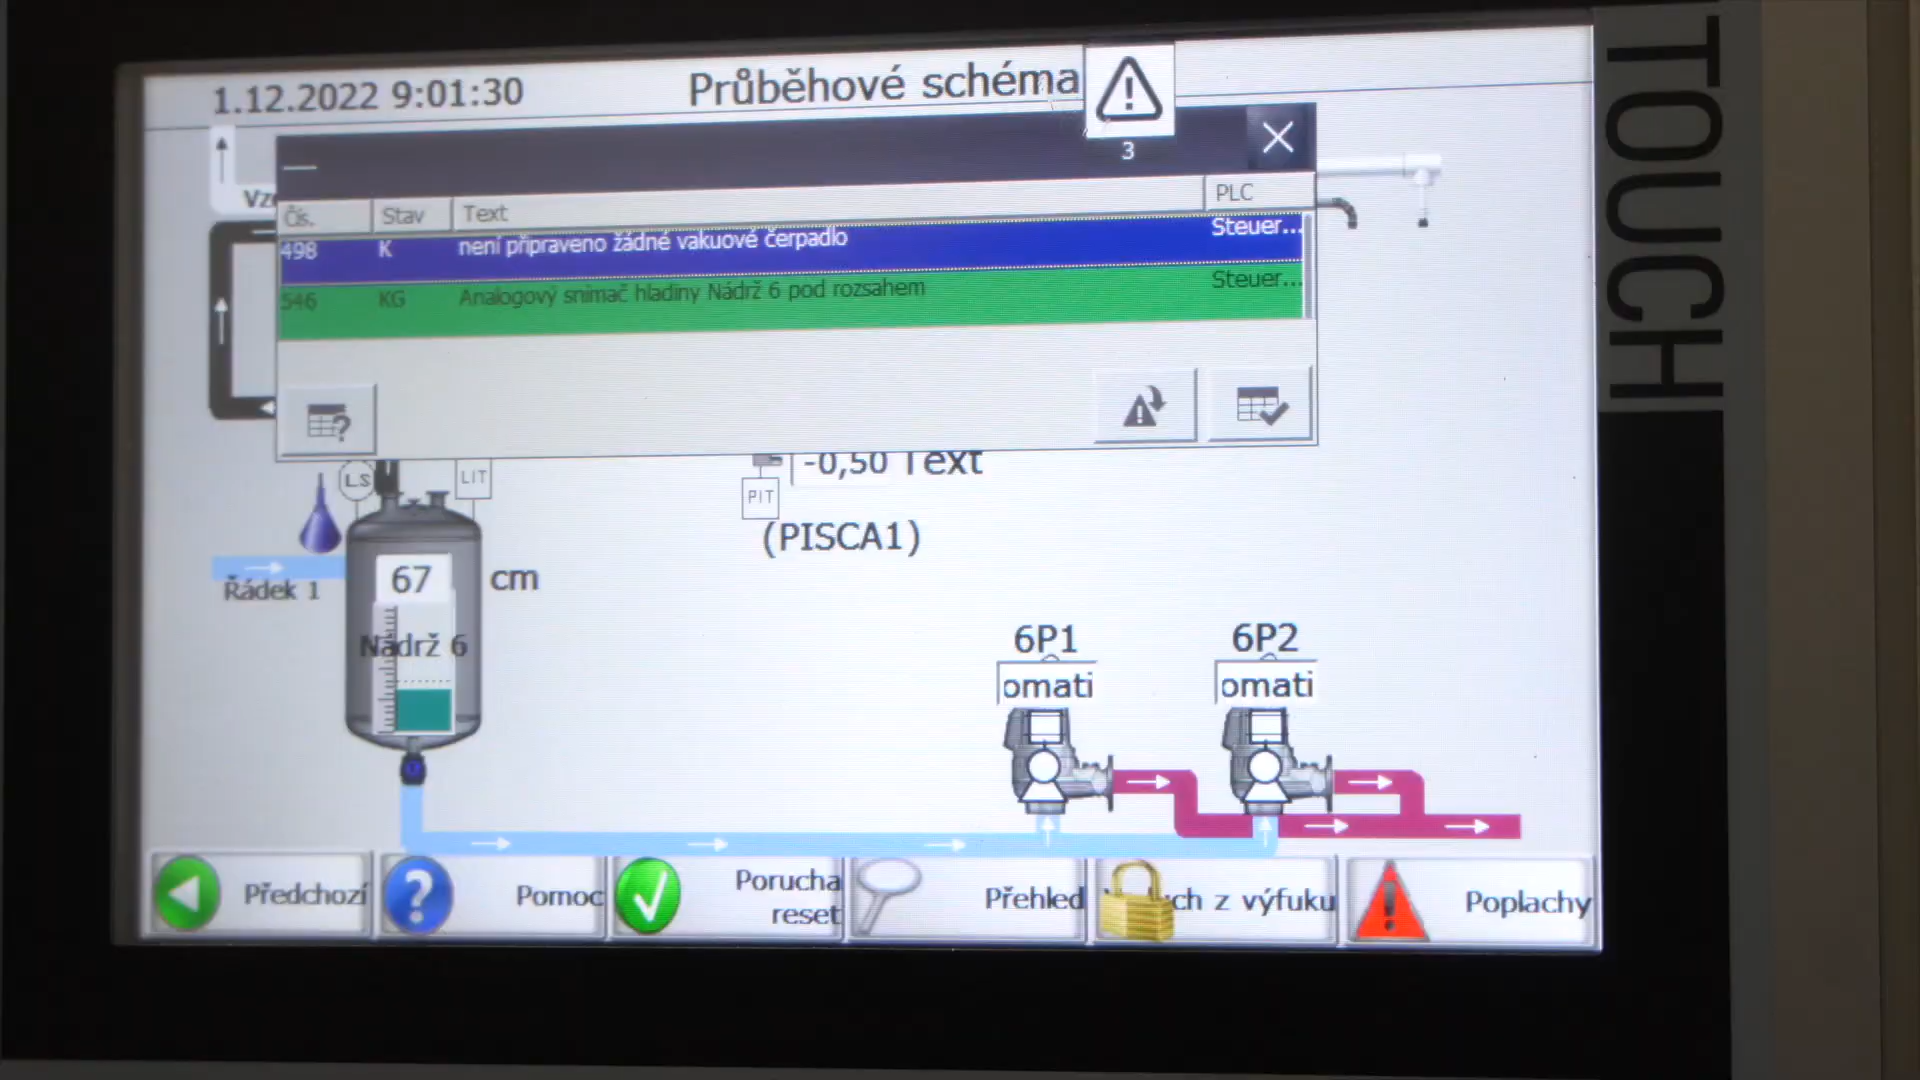 1.12.2022 9:01:30
Průběhové schéma
3
Čís. Stav Text PLC
498 K není připraveno žádné vakuové čerpadlo Steuer...
546 KG Analogový snímač hladiny Nádrž 6 pod rozsahem Steuer...
LS
LIT
-0,50 Text
PIT
(PISCA1)
67 cm
Řádek 1
Nádrž 6
6P1
omati
6P2
omati
Předchozí
Pomoc
Porucha
reset
Přehled
ch z výfuku
Poplachy
TOUCH